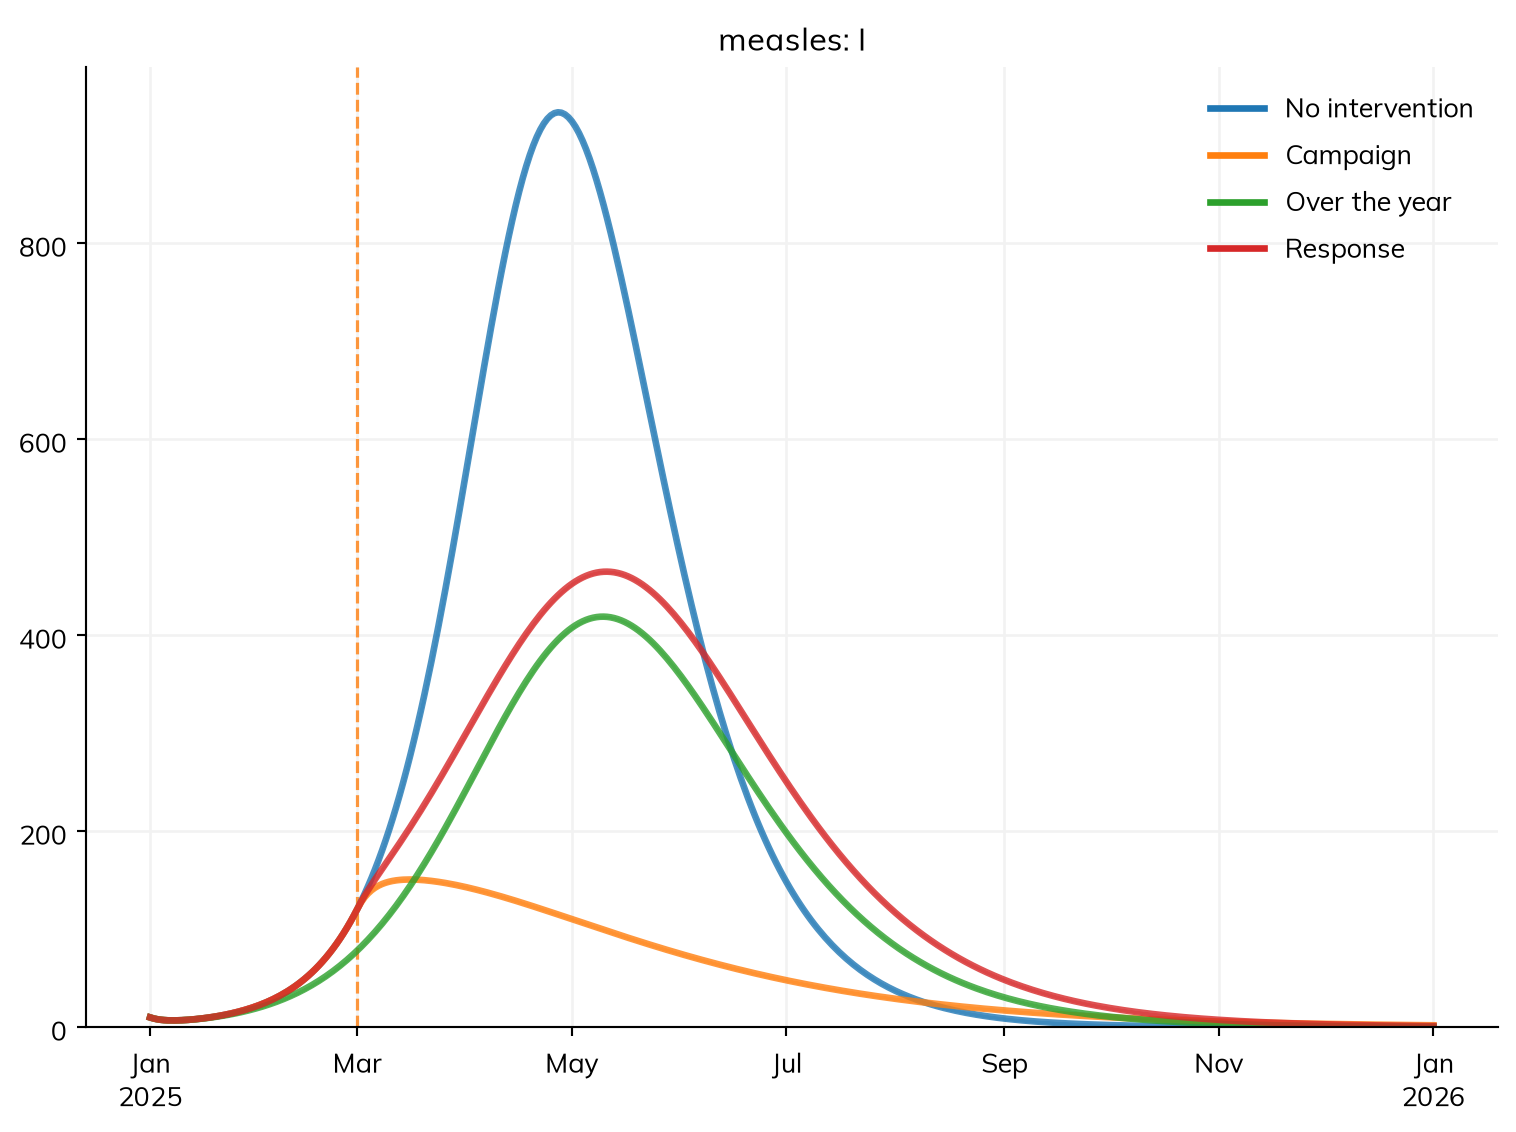 measles: I
No intervention
Campaign
Over the year
Response
800
600
400
200
0
Jan
2025
Mar
May
Jul
Sep
Nov
Jan
2026